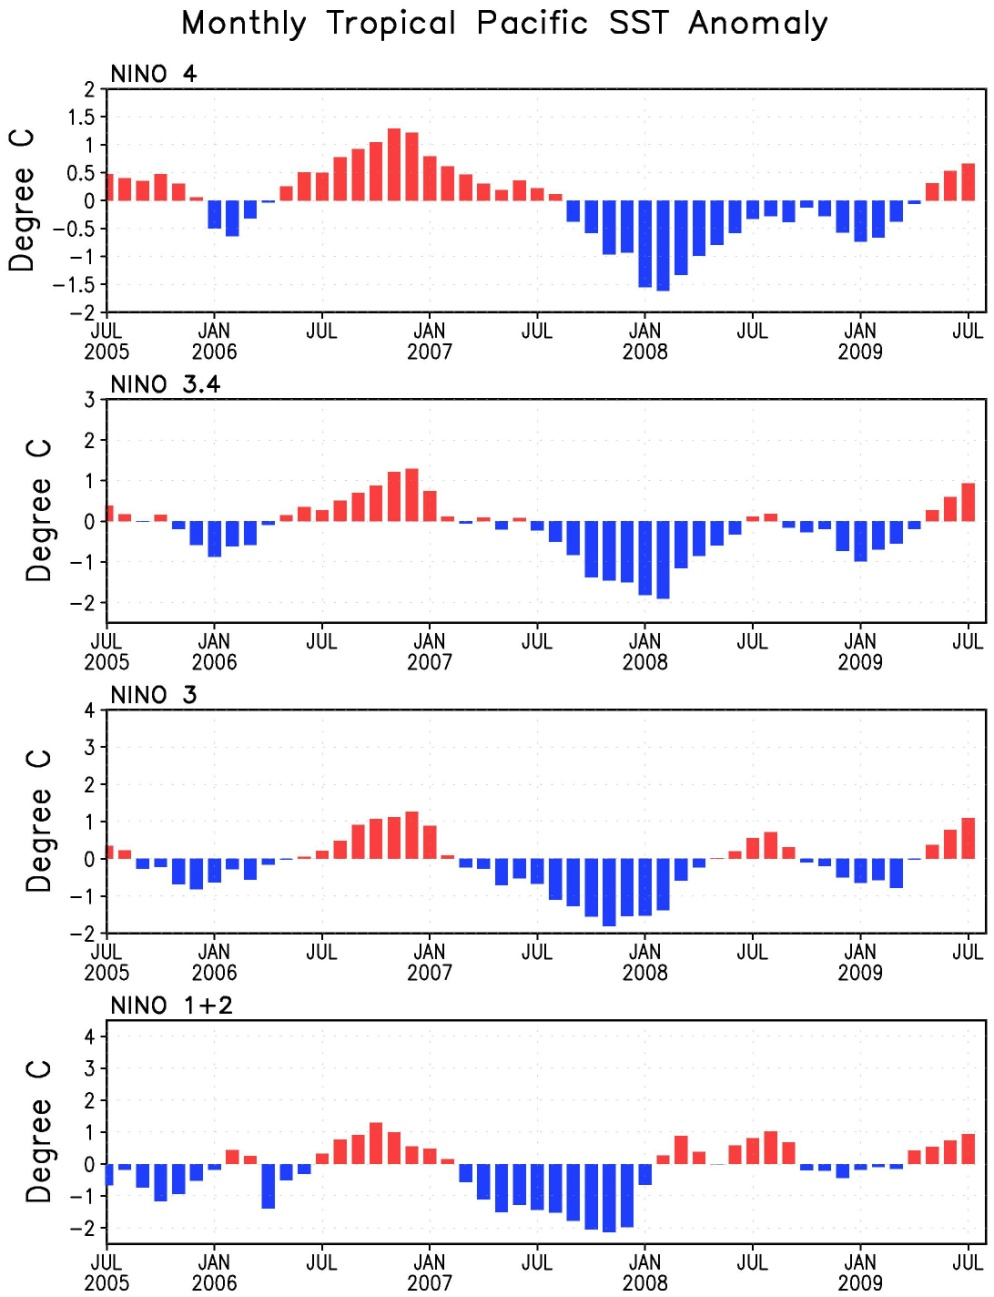 Monthly Tropical Pacific SST Anomaly
NINO 4
Degree C
2
1.5
1
0.5
0
−0.5
−1
−1.5
−2
JUL JAN JUL JAN JUL JAN JUL JAN JUL
2005 2006 2007 2008 2009
NINO 3.4
Degree C
3
2
1
0
−1
−2
JUL JAN JUL JAN JUL JAN JUL JAN JUL
2005 2006 2007 2008 2009
NINO 3
Degree C
4
3
2
1
0
−1
−2
JUL JAN JUL JAN JUL JAN JUL JAN JUL
2005 2006 2007 2008 2009
NINO 1+2
Degree C
4
3
2
1
0
−1
−2
JUL JAN JUL JAN JUL JAN JUL JAN JUL
2005 2006 2007 2008 2009